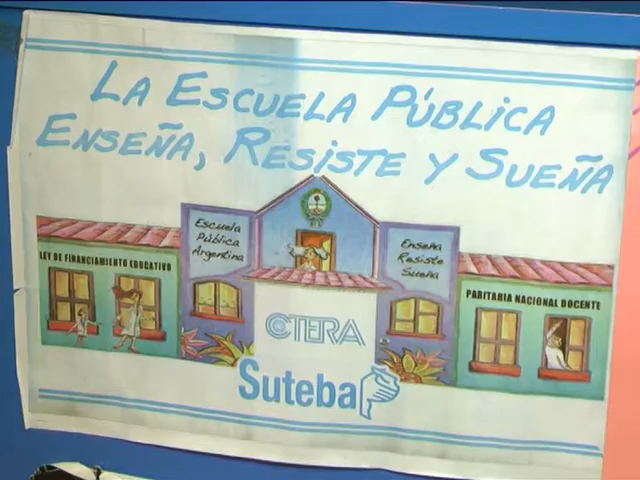 LA ESCUELA PÚBLICA
ENSEÑA, RESISTE Y SUEÑA
Escuela
Pública
Argentina
Enseña
Resiste
Sueña
LEY DE FINANCIAMIENTO EDUCATIVO
PARITARIA NACIONAL DOCENTE
CTERA
Suteba